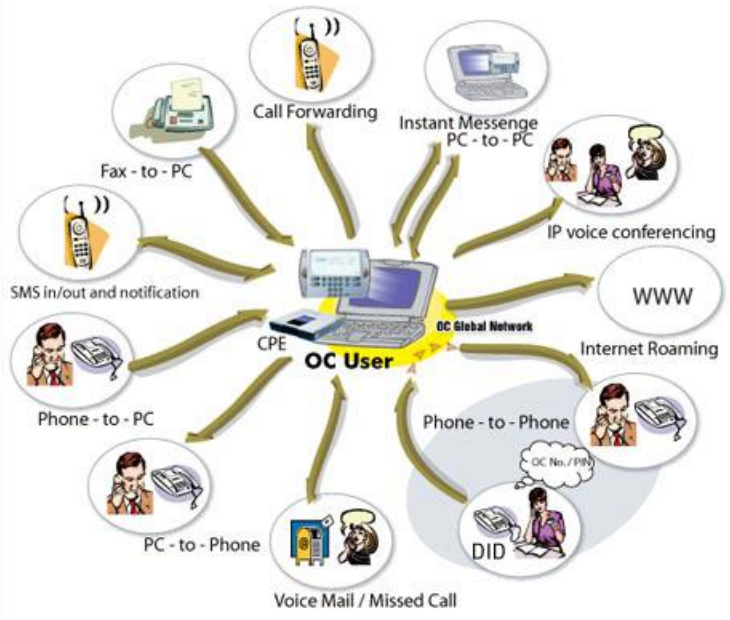 Call Forwarding
Instant Messenge
PC - to - PC
Fax - to - PC
IP voice conferencing
SMS in/out and notification
WWW
OC Global Network
CPE
OC User
Internet Roaming
Phone - to - PC
Phone - to - Phone
OC No. / PIN
PC - to - Phone
DID
Voice Mail / Missed Call